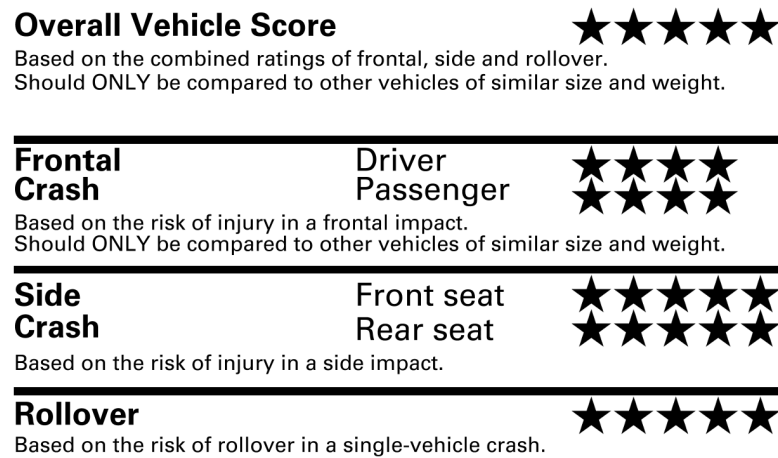 Overall Vehicle Score ★★★★★
Based on the combined ratings of frontal, side and rollover.
Should ONLY be compared to other vehicles of similar size and weight.
Frontal Driver ★★★★
Crash Passenger ★★★★
Based on the risk of injury in a frontal impact.
Should ONLY be compared to other vehicles of similar size and weight.
Side Front seat ★★★★★
Crash Rear seat ★★★★★
Based on the risk of injury in a side impact.
Rollover ★★★★★
Based on the risk of rollover in a single-vehicle crash.